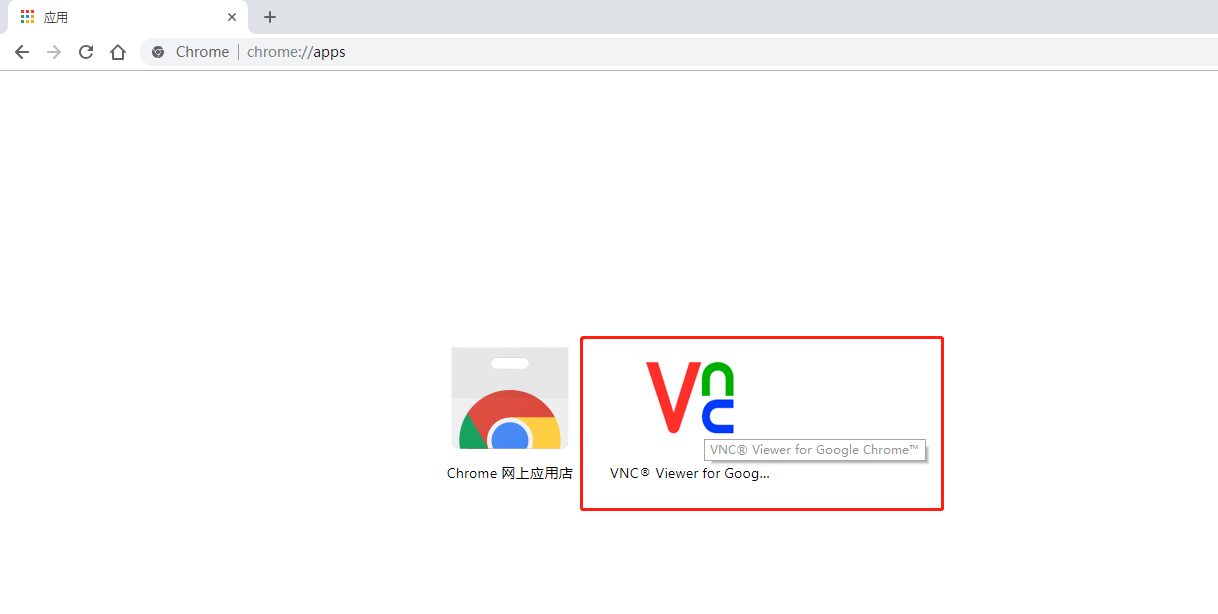 应用
Chrome | chrome://apps
Vnc
VNC® Viewer for Google Chrome™
Chrome 网上应用店
VNC® Viewer for Goog...